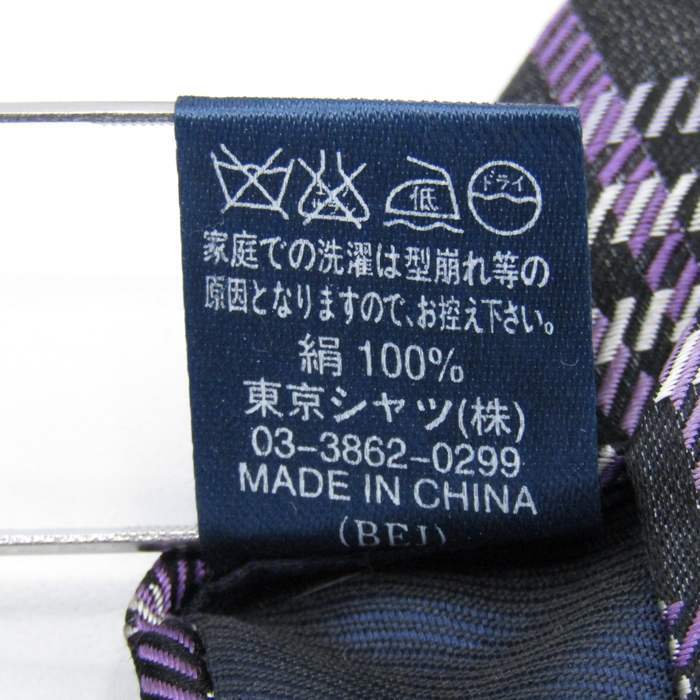 低 ドライ
家庭での洗濯は型崩れ等の
原因となりますので、お控え下さい。
絹 100%
東京シャツ(株)
03-3862-0299
MADE IN CHINA
(BEJ)